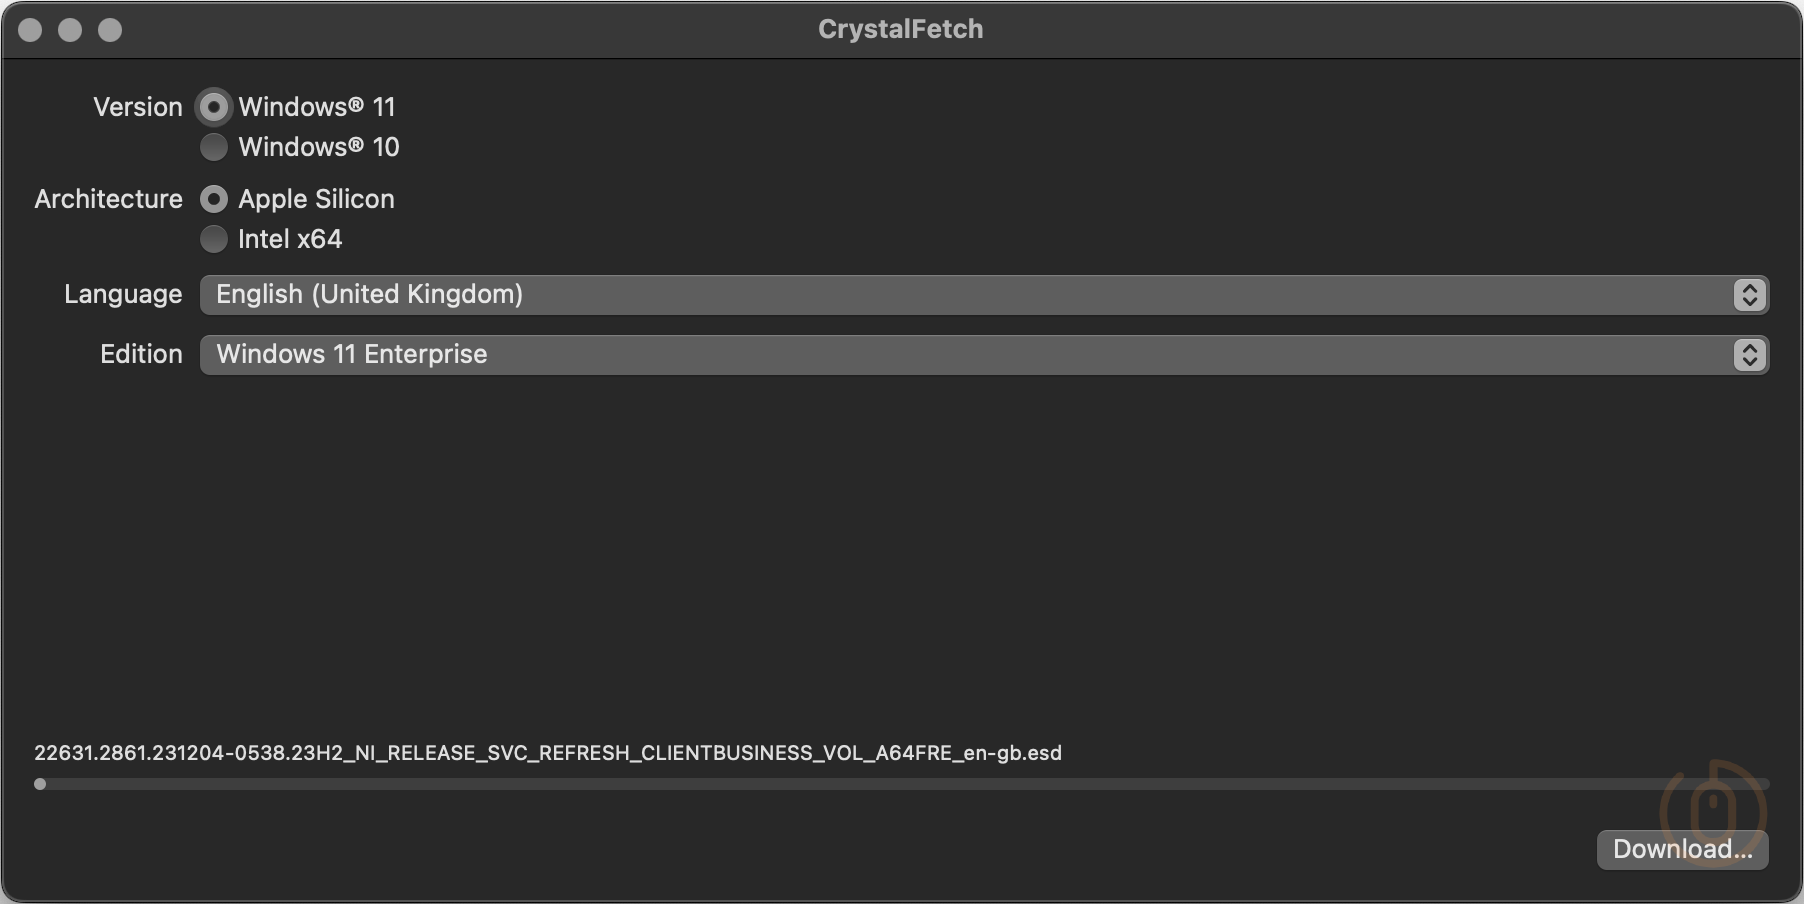 CrystalFetch
Version Windows® 11
Windows® 10
Architecture Apple Silicon
Intel x64
Language English (United Kingdom)
Edition Windows 11 Enterprise
22631.2861.231204-0538.23H2_NI_RELEASE_SVC_REFRESH_CLIENTBUSINESS_VOL_A64FRE_en-gb.esd
Download...